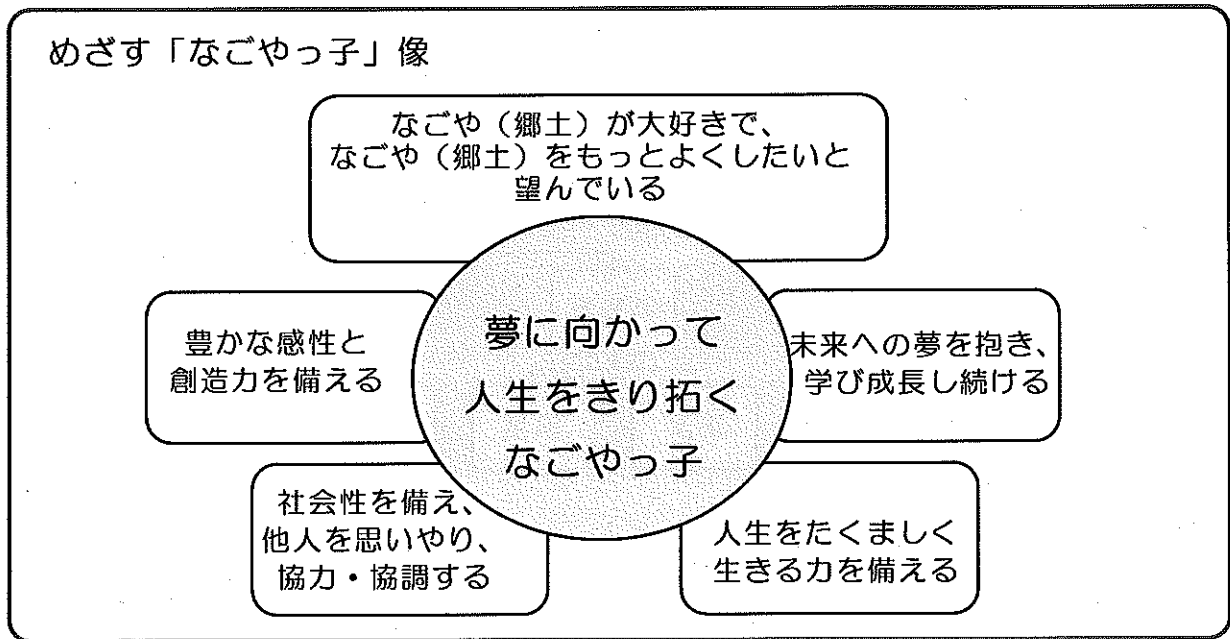 めざす「なごやっ子」像
なごや（郷土）が大好きで、
なごや（郷土）をもっとよくしたいと
望んでいる
豊かな感性と
創造力を備える
夢に向かって
人生をきり拓く
なごやっ子
未来への夢を抱き、
学び成長し続ける
社会性を備え、
他人を思いやり、
協力・協調する
人生をたくましく
生きる力を備える